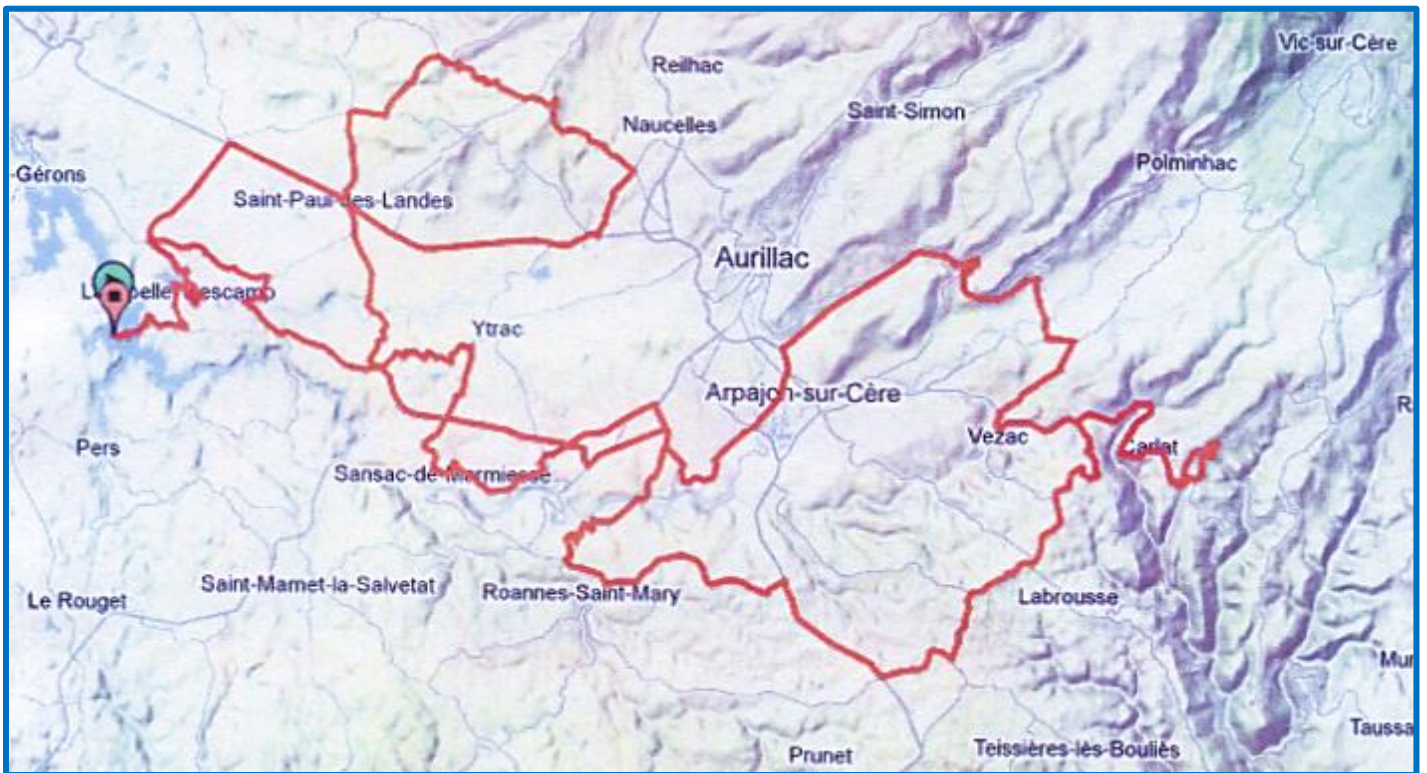 Vic-sur-Cère
Reilhac
Saint-Simon
Naucelles
Polminhac
-Gérons
Saint-Paul-des-Landes
Aurillac
Ytrac
Arpajon-sur-Cère
R
Vezac
Carlat
Pers
Sansac-de-Marmiesse
Saint-Mamet-la-Salvetat
Roannes-Saint-Mary
Le Rouget
Labrousse
Mur
Taussa
Prunet
Teissières-lès-Bouliès